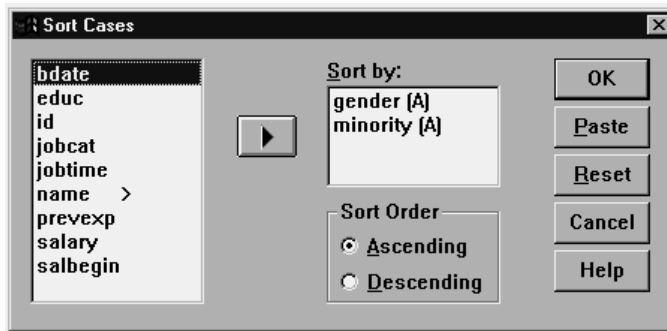 Sort Cases
bdate
educ
id
jobcat
jobtime
name >
prevexp
salary
salbegin
Sort by:
gender (A)
minority (A)
Sort Order
Ascending
Descending
OK
Paste
Reset
Cancel
Help